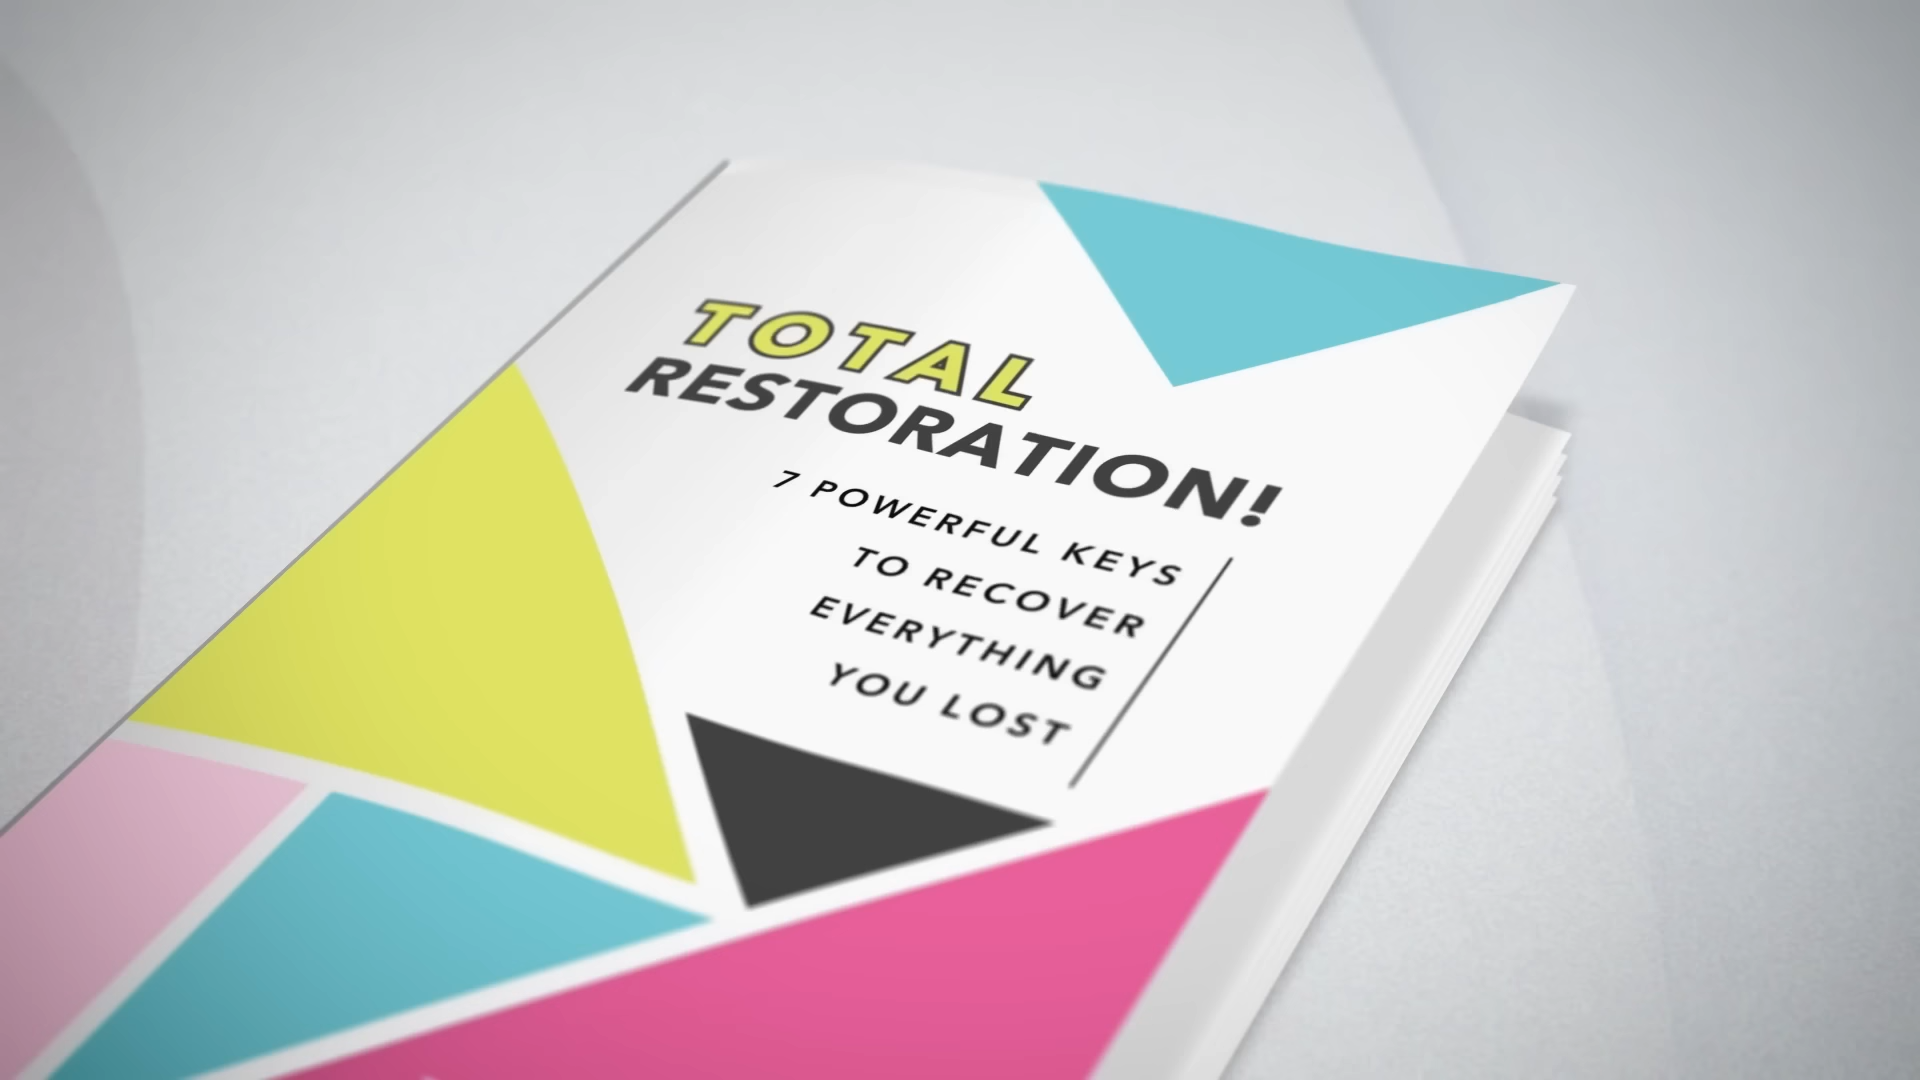 TOTAL
RESTORATION!
7 POWERFUL KEYS
TO RECOVER
EVERYTHING
YOU LOST